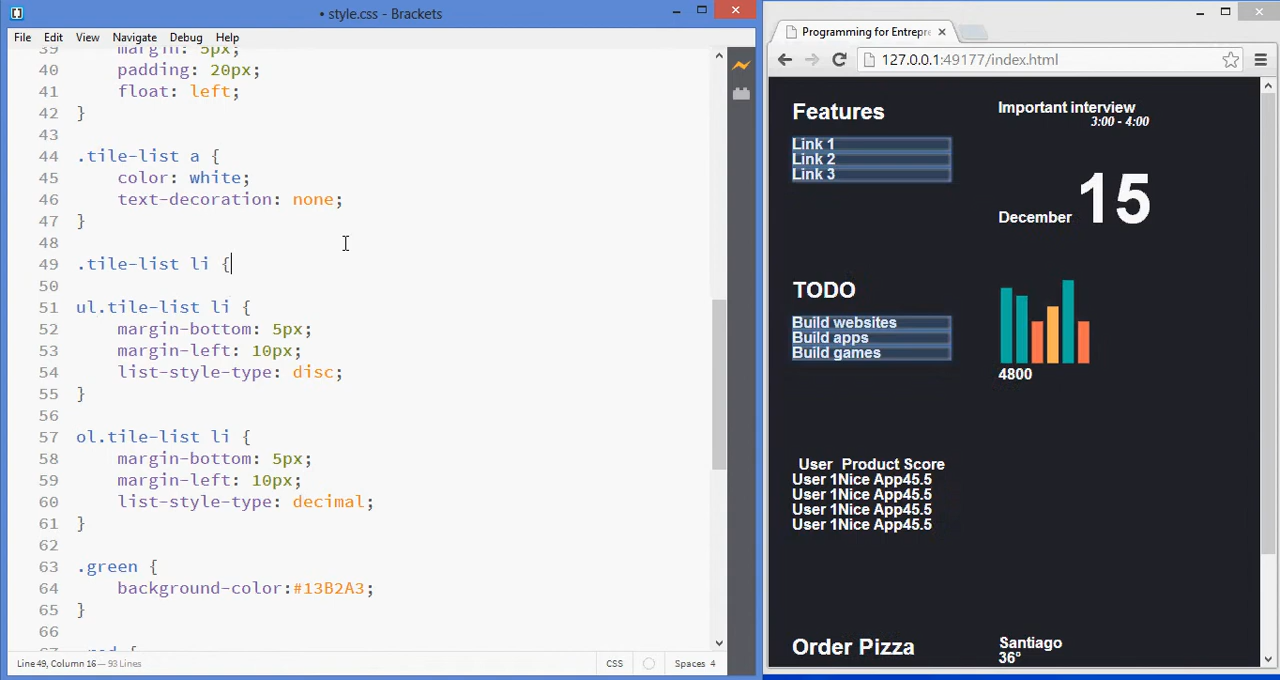 • style.css - Brackets
File Edit View Navigate Debug Help
39 margin: 5px;
40 padding: 20px;
41 float: left;
42 }
43
44 .tile-list a {
45 color: white;
46 text-decoration: none;
47 }
48
49 .tile-list li {
50
51 ul.tile-list li {
52 margin-bottom: 5px;
53 margin-left: 10px;
54 list-style-type: disc;
55 }
56
57 ol.tile-list li {
58 margin-bottom: 5px;
59 margin-left: 10px;
60 list-style-type: decimal;
61 }
62
63 .green {
64 background-color:#13B2A3;
65 }
66
67 .red {
Line 49, Column 16 — 93 Lines
CSS
Spaces 4
Programming for Entrepre
127.0.0.1:49177/index.html
Features
Link 1
Link 2
Link 3
Important interview
3:00 - 4:00
December 15
TODO
Build websites
Build apps
Build games
4800
User Product Score
User 1Nice App45.5
User 1Nice App45.5
User 1Nice App45.5
User 1Nice App45.5
Order Pizza
Santiago
36°